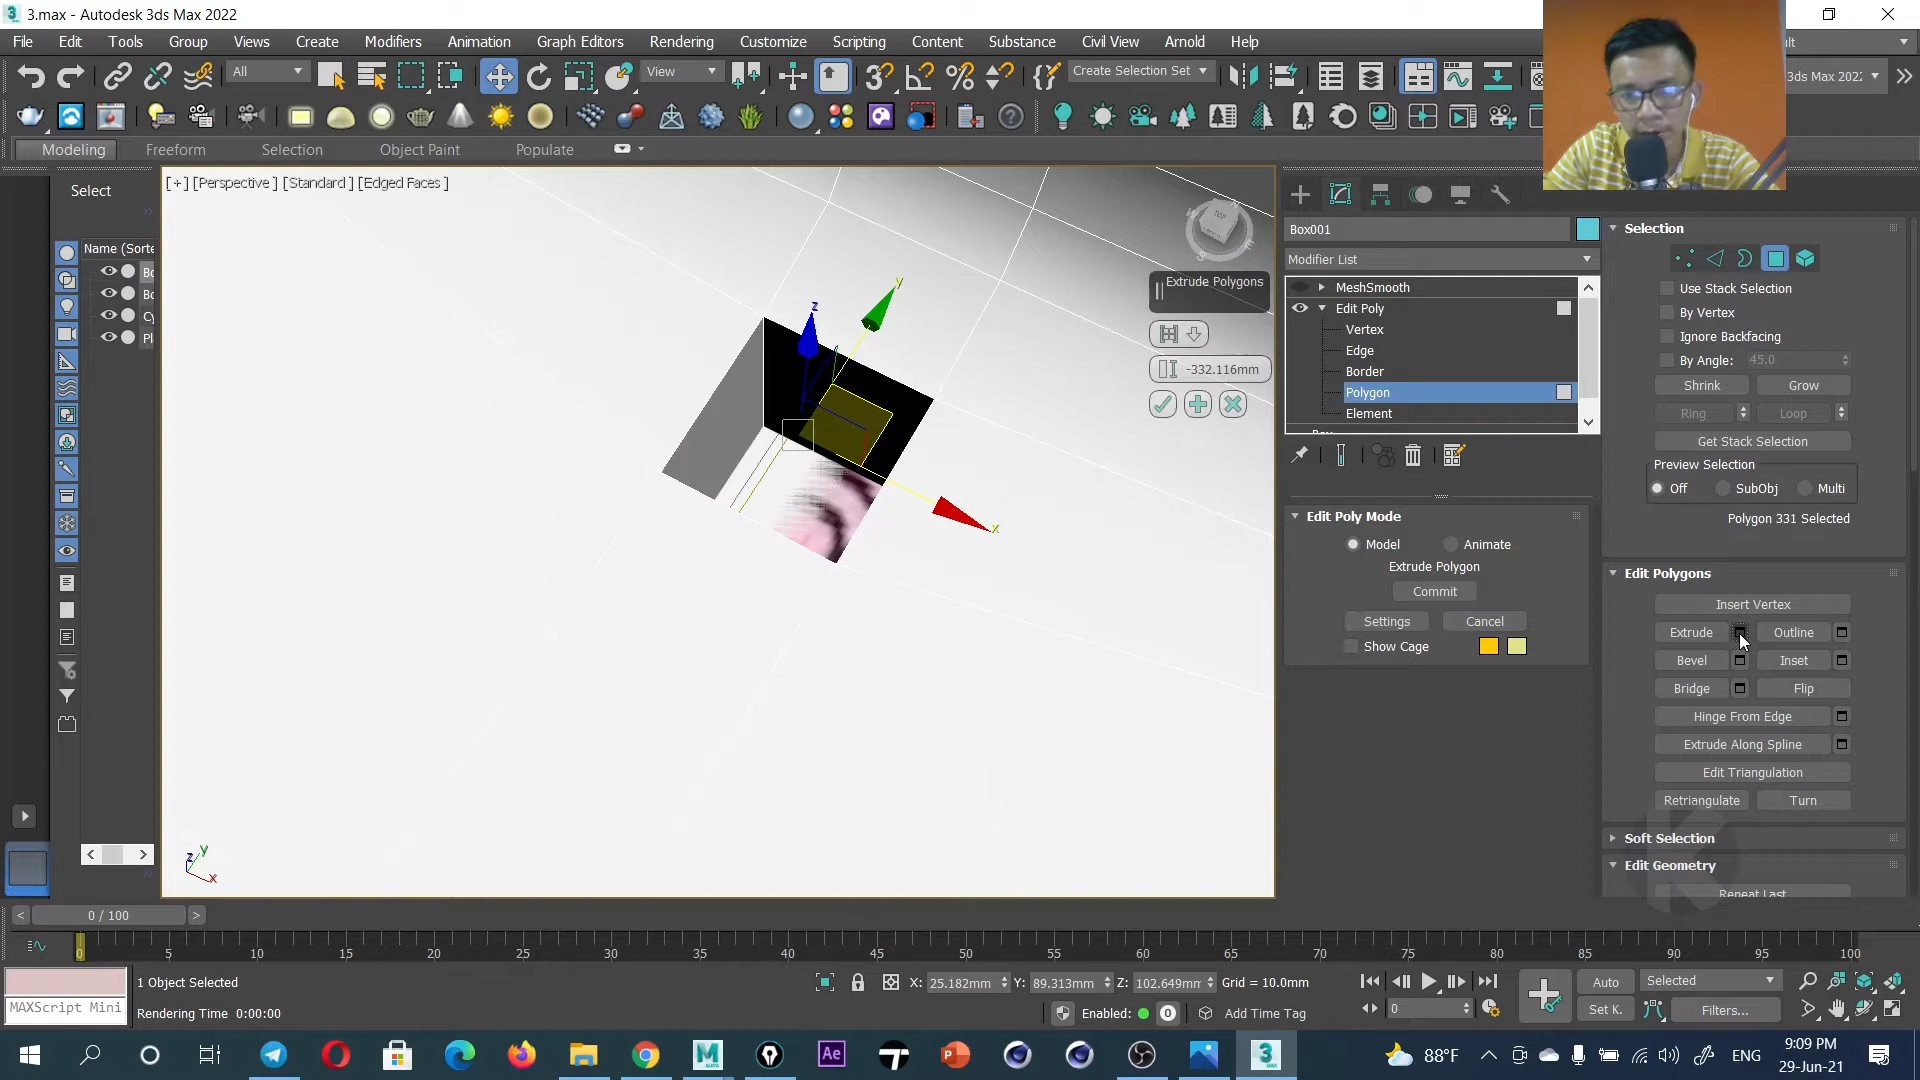 3.max - Autodesk 3ds Max 2022
File Edit Tools Group Views Create Modifiers Animation Graph Editors Rendering Customize Scripting Content Substance Civil View Arnold Help
All View Create Selection Set 3ds Max 202
Modeling Freeform Selection Object Paint Populate
Select
[ + ] [Perspective ] [Standard ] [Edged Faces ]
Name (Sorte
Bo
Bo
Cy
Pl
TOP
z y x
Extrude Polygons
-332.116mm
Box001
Modifier List
MeshSmooth
Edit Poly
Vertex
Edge
Border
Polygon
Element
Edit Poly Mode
Model Animate
Extrude Polygon
Commit
Settings Cancel
Show Cage
Selection
Use Stack Selection
By Vertex
Ignore Backfacing
By Angle: 45.0
Shrink Grow
Ring Loop
Get Stack Selection
Preview Selection
Off SubObj Multi
Polygon 331 Selected
Edit Polygons
Insert Vertex
Extrude Outline
Bevel Inset
Bridge Flip
Hinge From Edge
Extrude Along Spline
Edit Triangulation
Retriangulate Turn
Soft Selection
Edit Geometry
Repeat Last
z y x
< 0 / 100 >
0 5 10 15 20 25 30 35 40 45 50 55 60 65 70 75 80 85 90 95 100
1 Object Selected X: 25.182mm Y: 89.313mm Z: 102.649mm Grid = 10.0mm Auto Selected
MAXScript Mini Rendering Time 0:00:00 Enabled: 0 Add Time Tag 0 Set K. Filters...
88°F ENG 9:09 PM
29-Jun-21